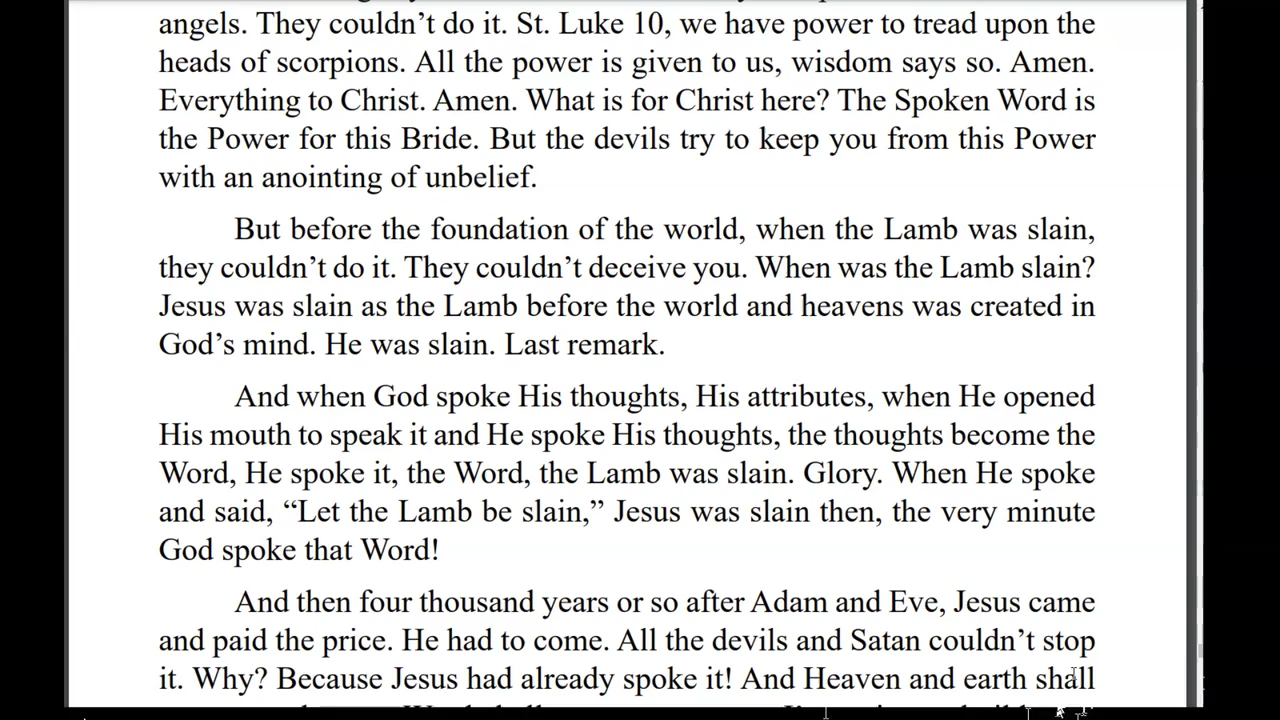 angels. They couldn’t do it. St. Luke 10, we have power to tread upon the
heads of scorpions. All the power is given to us, wisdom says so. Amen.
Everything to Christ. Amen. What is for Christ here? The Spoken Word is
the Power for this Bride. But the devils try to keep you from this Power
with an anointing of unbelief.
But before the foundation of the world, when the Lamb was slain,
they couldn’t do it. They couldn’t deceive you. When was the Lamb slain?
Jesus was slain as the Lamb before the world and heavens was created in
God’s mind. He was slain. Last remark.
And when God spoke His thoughts, His attributes, when He opened
His mouth to speak it and He spoke His thoughts, the thoughts become the
Word, He spoke it, the Word, the Lamb was slain. Glory. When He spoke
and said, “Let the Lamb be slain,” Jesus was slain then, the very minute
God spoke that Word!
And then four thousand years or so after Adam and Eve, Jesus came
and paid the price. He had to come. All the devils and Satan couldn’t stop
it. Why? Because Jesus had already spoke it! And Heaven and earth shall